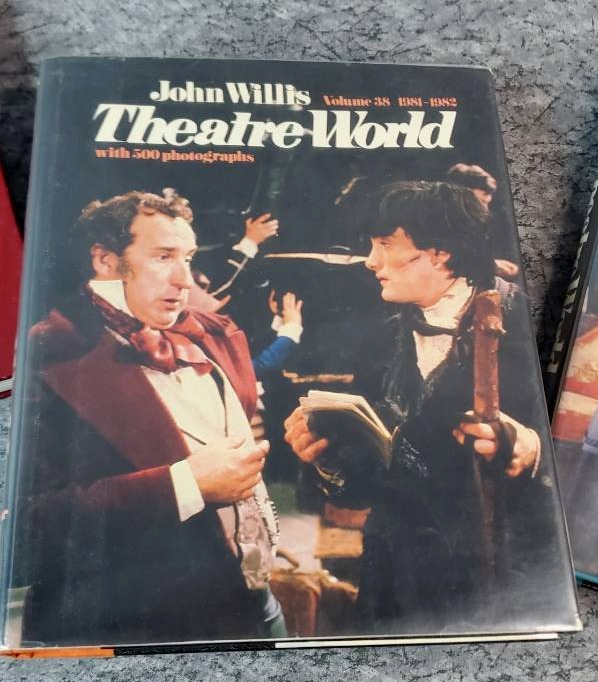 John Willis Volume 38 1981-1982
Theatre World
with 500 photographs